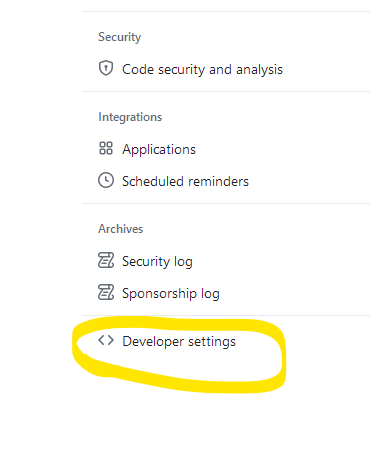 Security
Code security and analysis
Integrations
Applications
Scheduled reminders
Archives
Security log
Sponsorship log
Developer settings